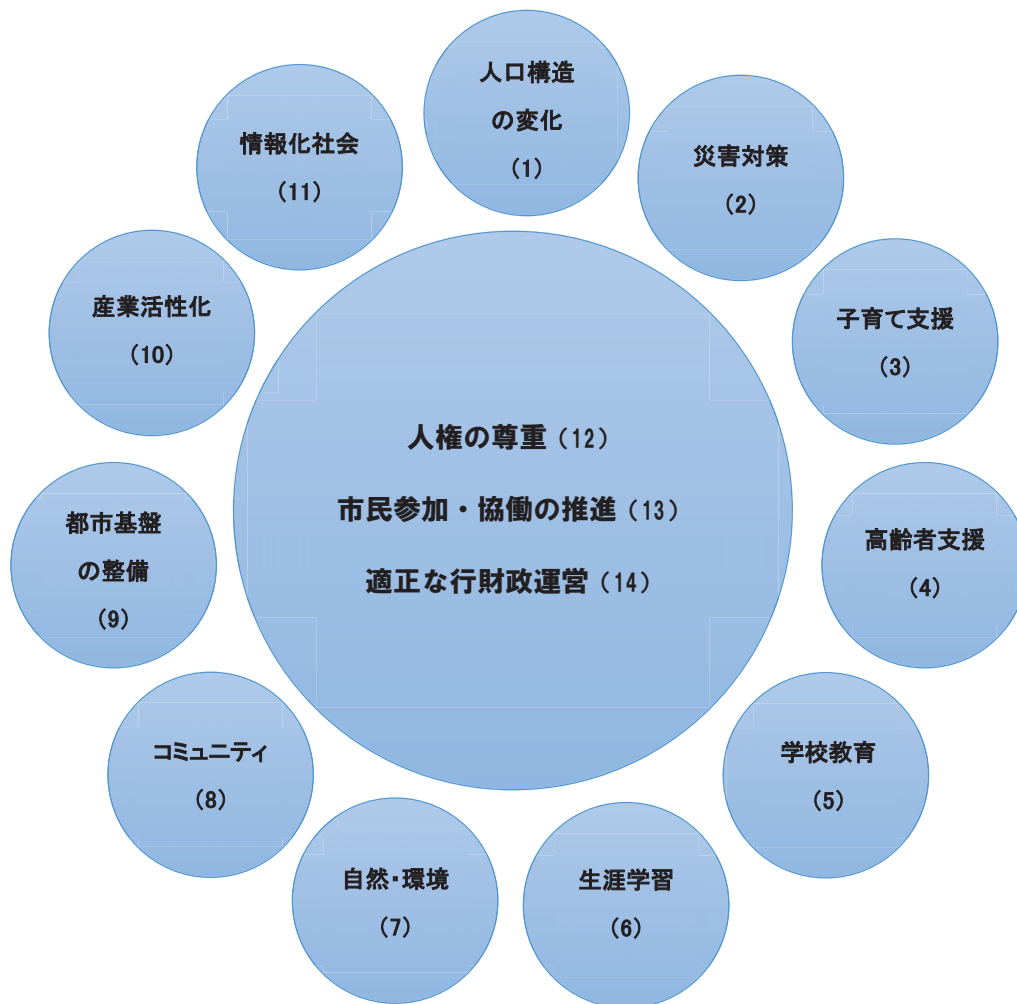 人口構造
の変化
(1)
災害対策
(2)
子育て支援
(3)
高齢者支援
(4)
学校教育
(5)
生涯学習
(6)
自然・環境
(7)
コミュニティ
(8)
都市基盤
の整備
(9)
産業活性化
(10)
情報化社会
(11)
人権の尊重(12)
市民参加・協働の推進(13)
適正な行財政運営(14)